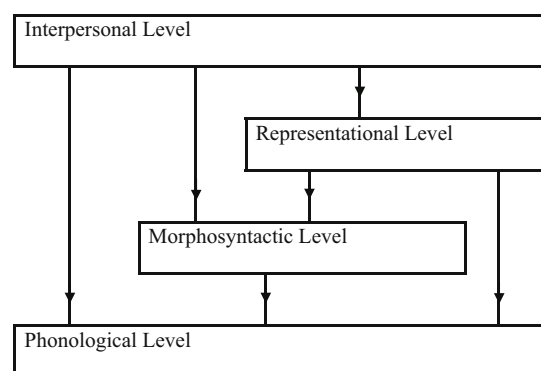 Interpersonal Level
Representational Level
Morphosyntactic Level
Phonological Level